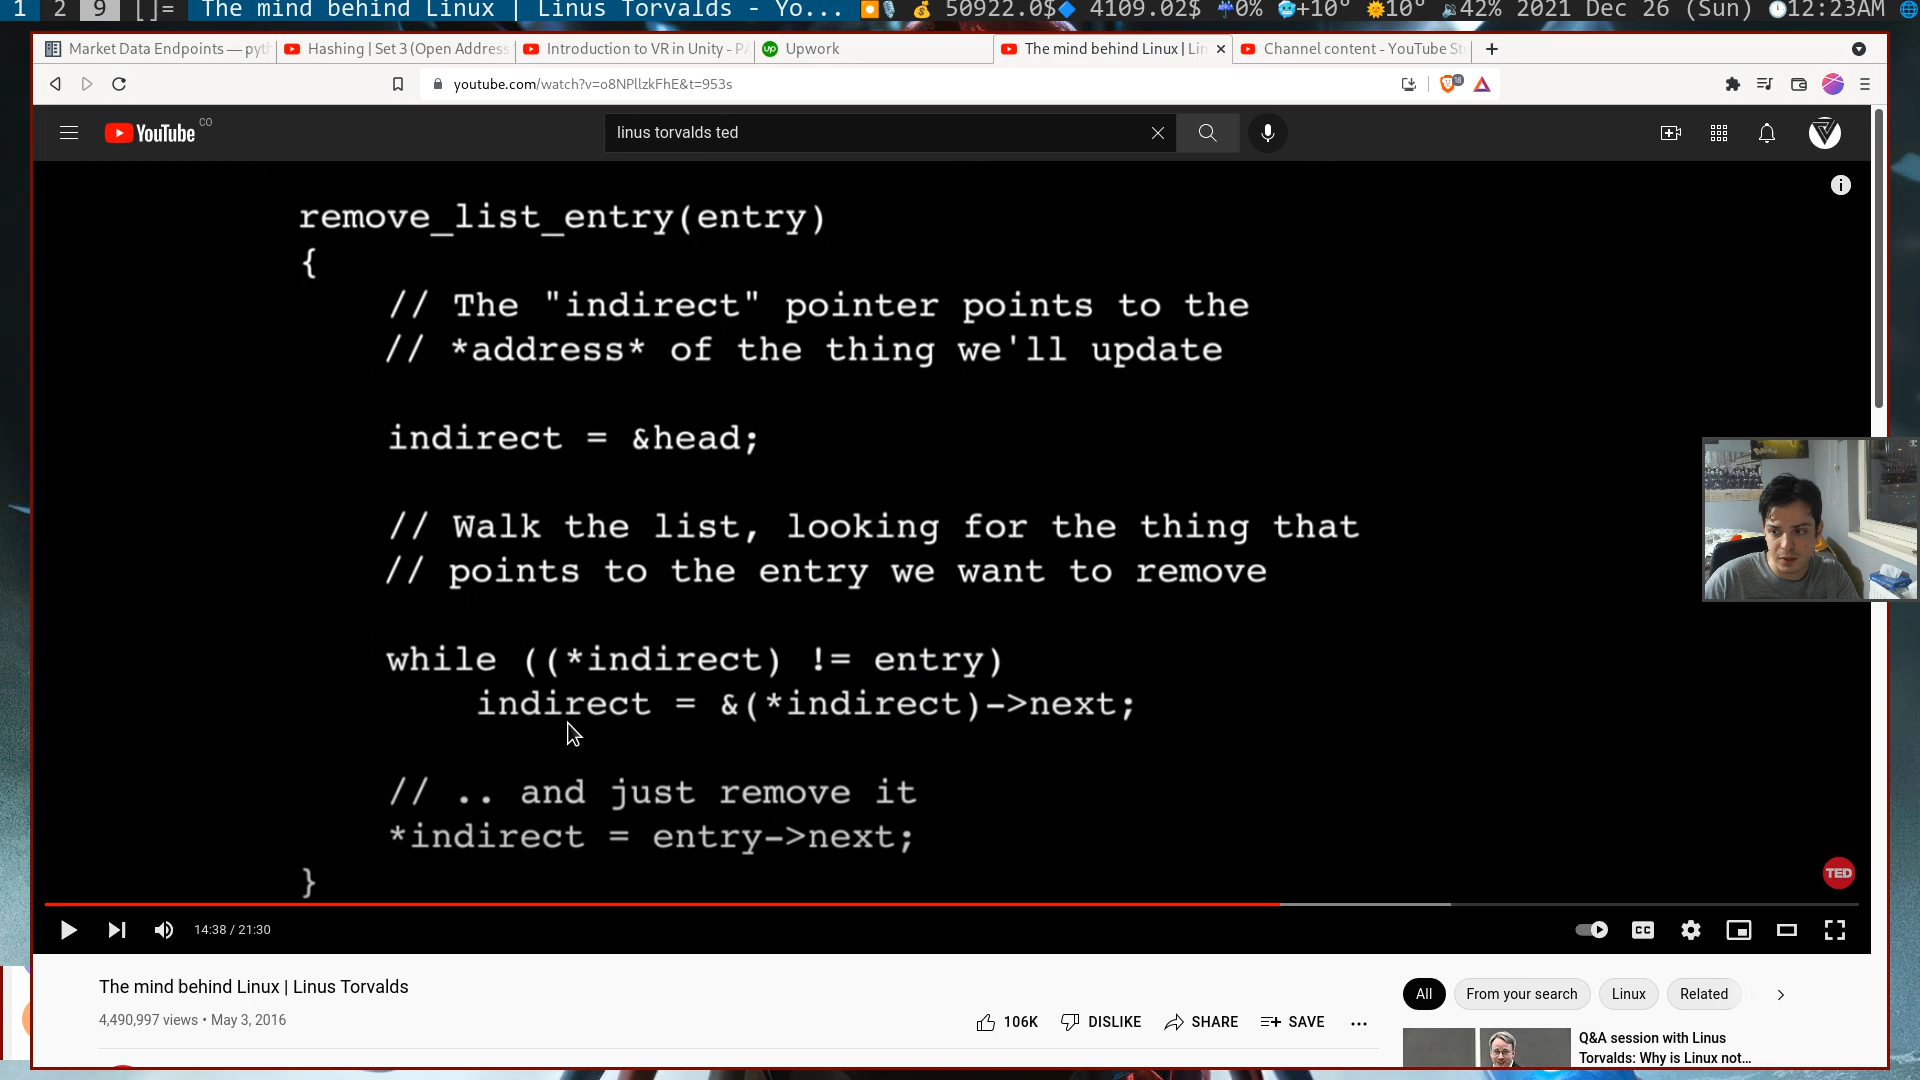 1 2 9 []= The mind behind Linux | Linus Torvalds - Yo... 50922.0$ 4109.02$ 0% +10° 10° 42% 2021 Dec 26 (Sun) 12:23AM
Market Data Endpoints — pyt Hashing | Set 3 (Open Address Introduction to VR in Unity - PA Upwork The mind behind Linux | Lin Channel content - YouTube St
youtube.com/watch?v=o8NPllzkFhE&t=953s 18
YouTube CO linus torvalds ted
remove_list_entry(entry)
{
// The "indirect" pointer points to the
// *address* of the thing we'll update
indirect = &head;
// Walk the list, looking for the thing that
// points to the entry we want to remove
while ((*indirect) != entry)
indirect = &(*indirect)->next;
// .. and just remove it
*indirect = entry->next;
}
TED
14:38 / 21:30 CC
The mind behind Linux | Linus Torvalds
4,490,997 views • May 3, 2016
106K DISLIKE SHARE SAVE ...
All From your search Linux Related
Q&A session with Linus
Torvalds: Why is Linux not...